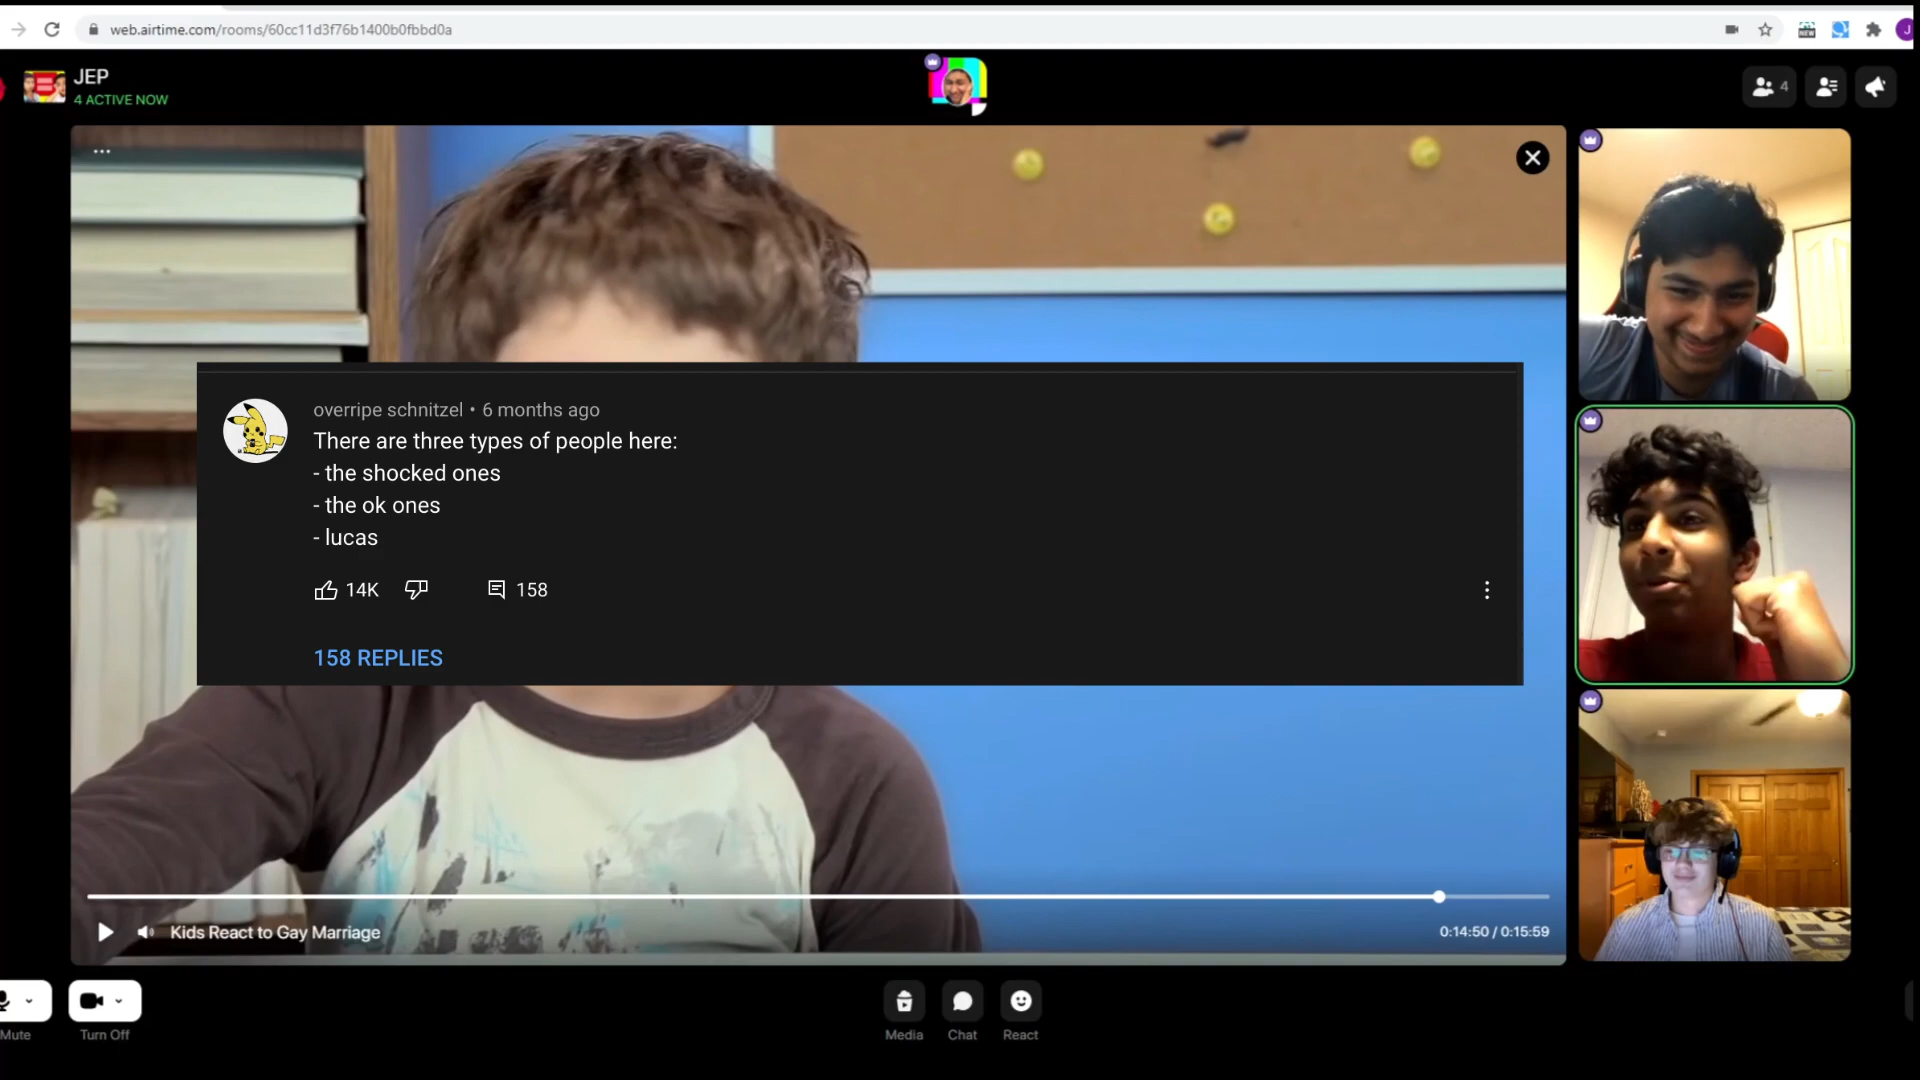 web.airtime.com/rooms/60cc11d3f76b1400b0fbbd0a
NEW
J
JEP
4 ACTIVE NOW
4
overripe schnitzel • 6 months ago
There are three types of people here:
- the shocked ones
- the ok ones
- lucas
14K
158
158 REPLIES
Kids React to Gay Marriage
0:14:50 / 0:15:59
Mute
Turn Off
Media
Chat
React